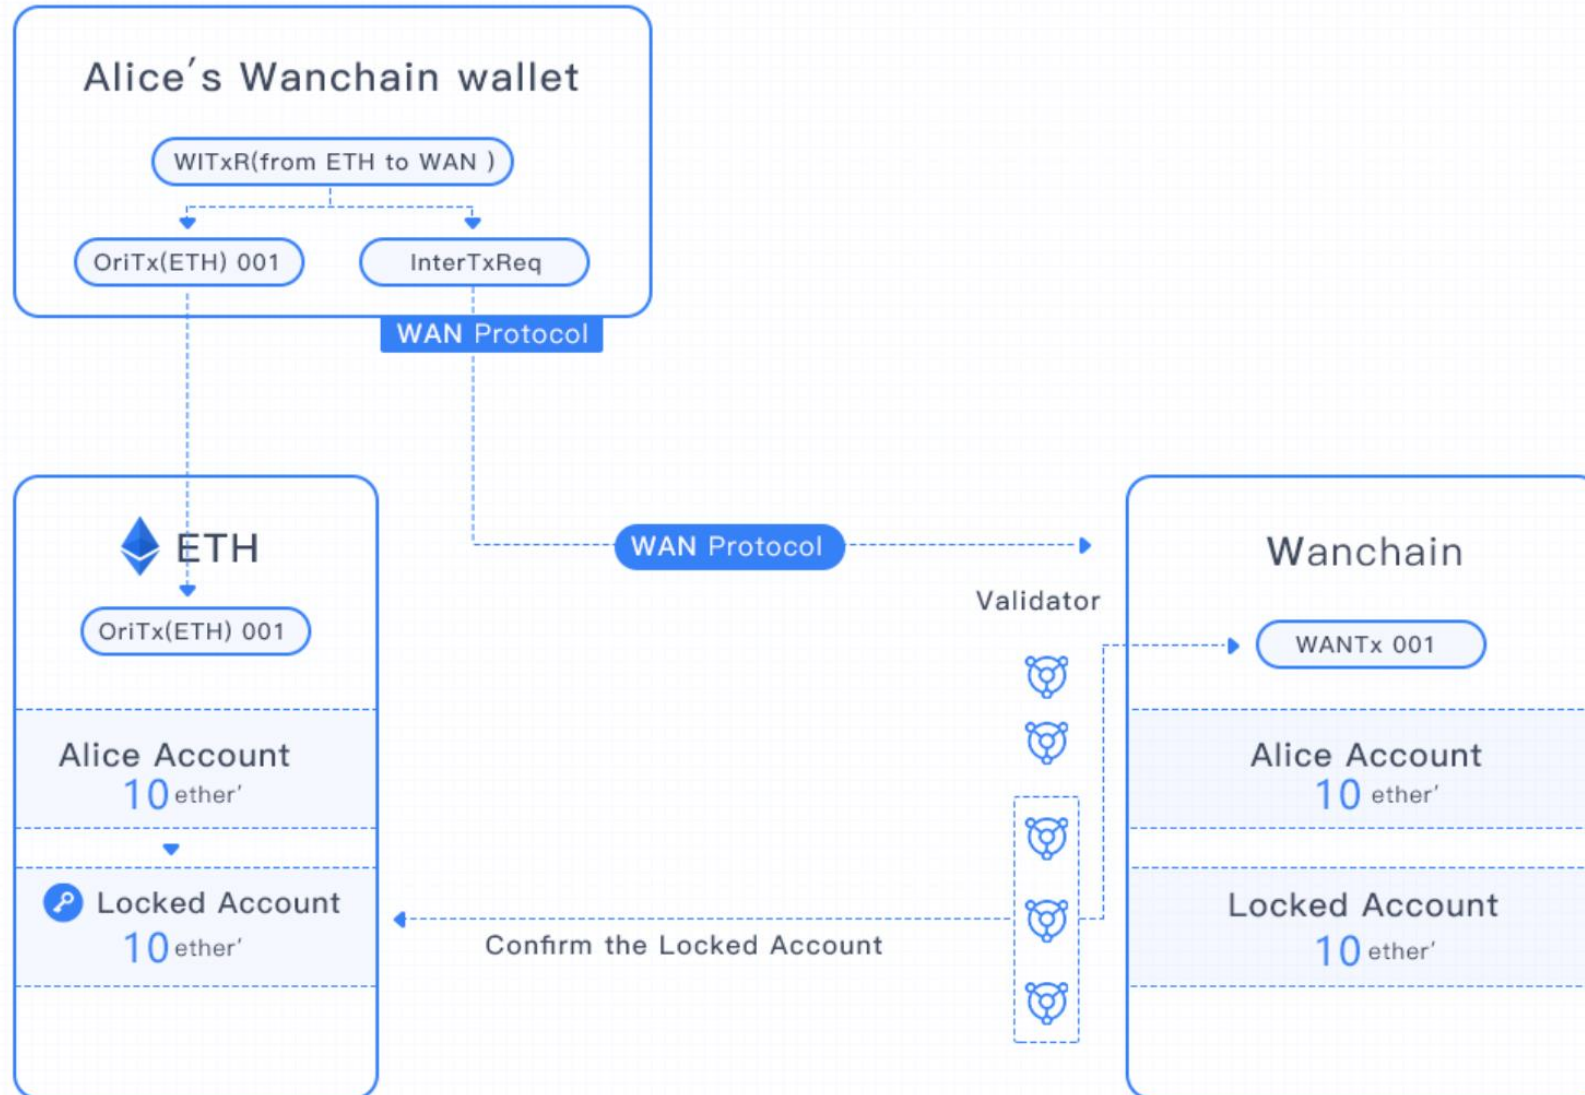 Alice′s Wanchain wallet
WITxR(from ETH to WAN )
OriTx(ETH) 001
InterTxReq
WAN Protocol
ETH
OriTx(ETH) 001
Alice Account
10 ether′
Locked Account
10 ether′
WAN Protocol
Validator
Confirm the Locked Account
Wanchain
WANTx 001
Alice Account
10 ether′
Locked Account
10 ether′